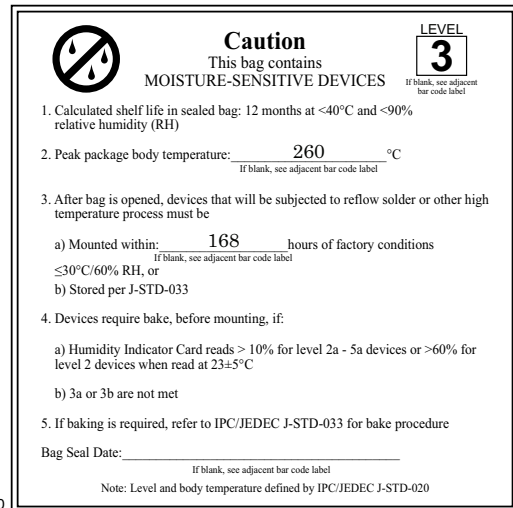 Caution
This bag contains
MOISTURE-SENSITIVE DEVICES
LEVEL
3
If blank, see adjacent
bar code label
1. Calculated shelf life in sealed bag: 12 months at <40°C and <90%
relative humidity (RH)
2. Peak package body temperature: 260 °C
If blank, see adjacent bar code label
3. After bag is opened, devices that will be subjected to reflow solder or other high
temperature process must be
a) Mounted within: 168 hours of factory conditions
If blank, see adjacent bar code label
≤30°C/60% RH, or
b) Stored per J-STD-033
4. Devices require bake, before mounting, if:
a) Humidity Indicator Card reads > 10% for level 2a - 5a devices or >60% for
level 2 devices when read at 23±5°C
b) 3a or 3b are not met
5. If baking is required, refer to IPC/JEDEC J-STD-033 for bake procedure
Bag Seal Date:
If blank, see adjacent bar code label
Note: Level and body temperature defined by IPC/JEDEC J-STD-020